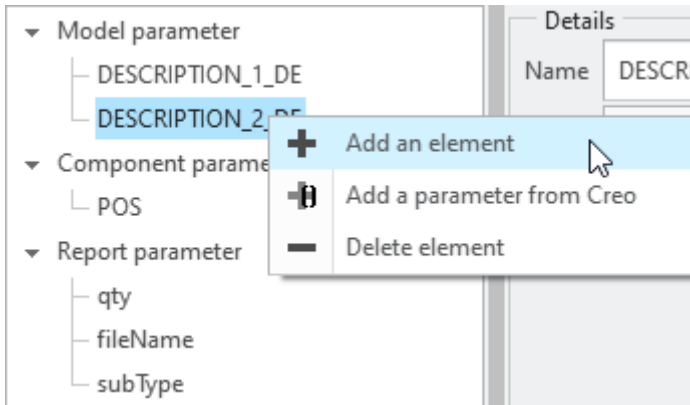 Model parameter
DESCRIPTION_1_DE
DESCRIPTION_2_DE
Component parame
POS
Report parameter
qty
fileName
subType
Add an element
Add a parameter from Creo
Delete element
Details
Name DESCR